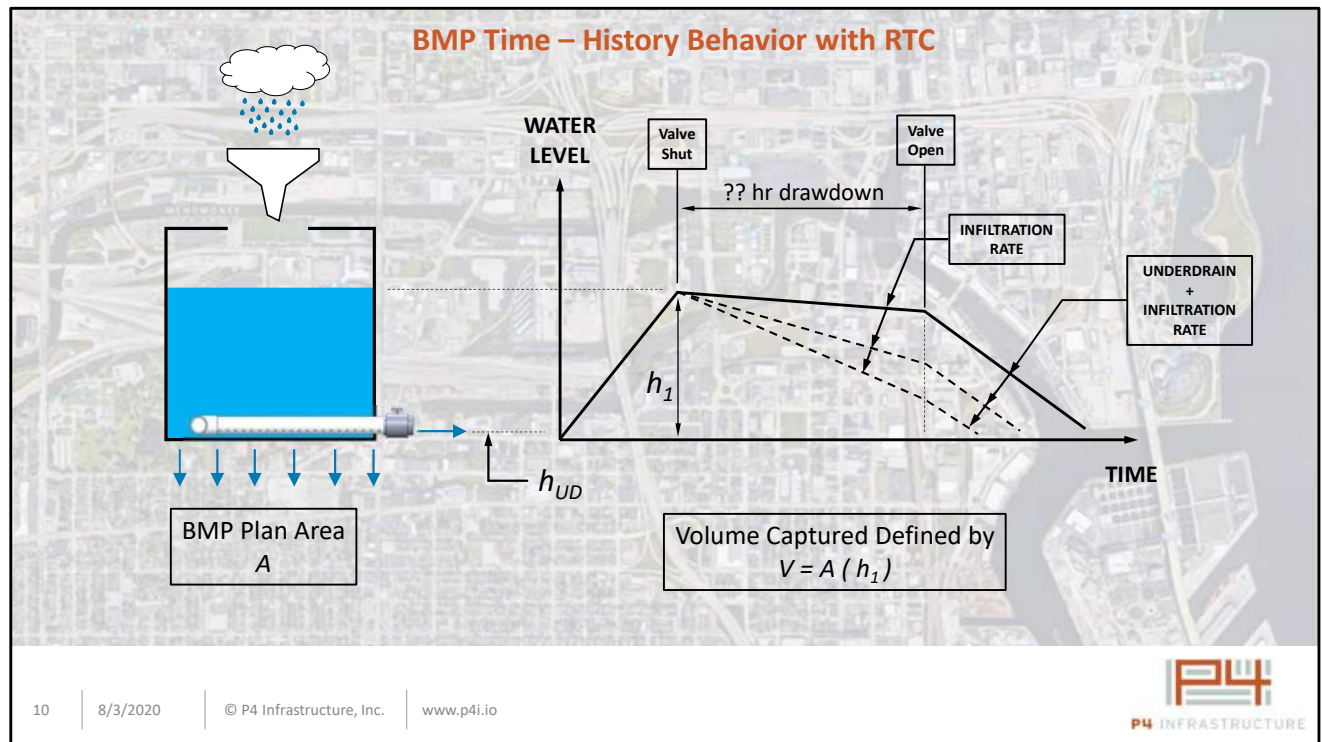 BMP Time – History Behavior with RTC
WATER
LEVEL
Valve
Shut
Valve
Open
?? hr drawdown
INFILTRATION
RATE
UNDERDRAIN
+
INFILTRATION
RATE
h1
hUD
TIME
BMP Plan Area
A
Volume Captured Defined by
V = A ( h1 )
10
8/3/2020
© P4 Infrastructure, Inc.
www.p4i.io
P4
P4 INFRASTRUCTURE